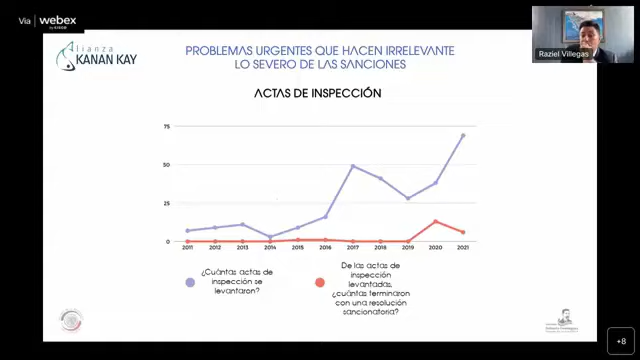 Vía webex
by CISCO
Alianza
KANAN KAY
PROBLEMAS URGENTES QUE HACEN IRRELEVANTE
LO SEVERO DE LAS SANCIONES
Raziel Villegas
ACTAS DE INSPECCIÓN
75
50
25
0
2011 2012 2013 2014 2015 2016 2017 2018 2019 2020 2021
¿Cuántas actas de
inspección se
levantaron?
De las actas de
inspección
levantadas,
¿cuántas terminaron
con una resolución
sancionatoria?
+8